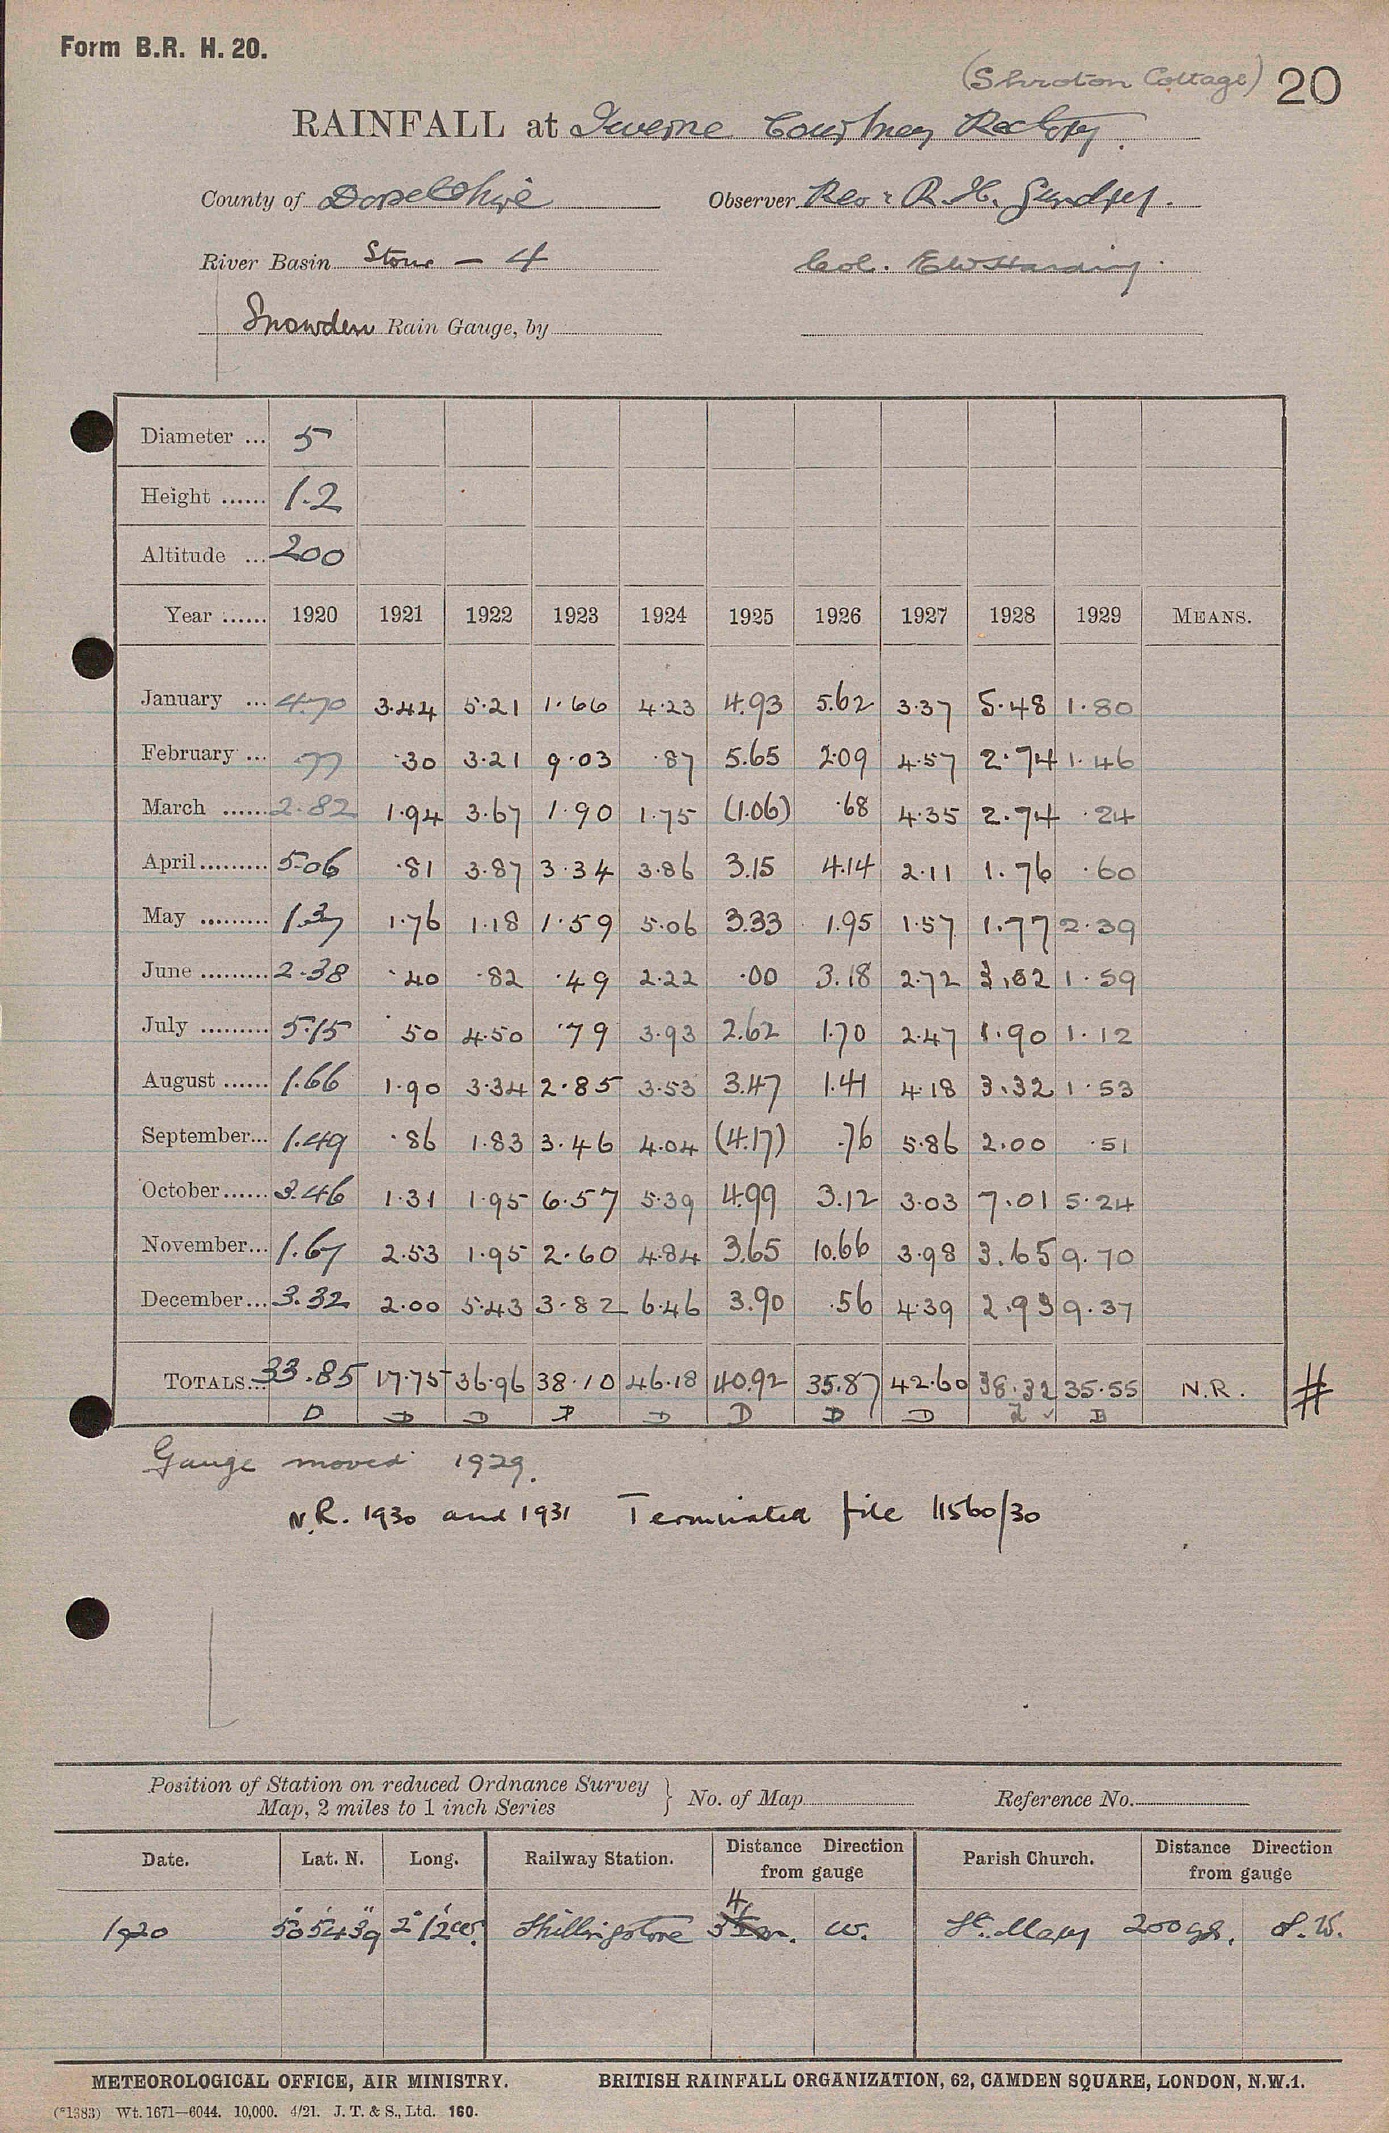 Form B.R. H. 20.
(Shroton Cottage) 20
RAINFALL at Iwerne Courtney Rectory.
County of Dorsetshire Observer Rev: R. H.
River Basin Stour - 4 Col. E W Harding.
Snowden Rain Gauge, by
Diameter ... 5
Height ...... 1.2
Altitude ... 200
Year ...... 1920 1921 1922 1923 1924 1925 1926 1927 1928 1929 MEANS.
January ... 4.70 3.44 5.21 1.66 4.23 4.93 5.62 3.37 5.48 1.80
February ... .77 .30 3.21 9.03 .87 5.65 2.09 4.57 2.74 1.46
March ...... 2.82 1.94 3.67 1.90 1.75 (1.06) .68 4.35 2.74 .24
April ......... 5.06 .81 3.87 3.34 3.86 3.15 4.14 2.11 1.76 .60
May ......... 1.37 1.76 1.18 1.59 5.06 3.33 1.95 1.57 1.77 2.39
June ......... 2.38 .40 .82 .49 2.22 .00 3.18 2.72 3.02 1.59
July ......... 5.15 .50 4.50 .79 3.93 2.62 1.70 2.47 1.90 1.12
August ...... 1.66 1.90 3.34 2.85 3.53 3.47 1.41 4.18 3.32 1.53
September ... 1.49 .86 1.83 3.46 4.04 (4.17) .76 5.86 2.00 .51
October ...... 3.46 1.31 1.95 6.57 5.39 4.99 3.12 3.03 7.01 5.24
November ... 1.67 2.53 1.95 2.60 4.84 3.65 10.66 3.98 3.65 9.70
December ... 3.32 2.00 5.43 3.82 6.46 3.90 .56 4.39 2.93 9.37
TOTALS ... 33.85 17.75 36.96 38.10 46.18 40.92 35.87 42.60 38.32 35.55 N.R. #
D D D D D D D D
Gauge moved 1929.
N.R. 1930 and 1931 Terminated file 11560/30
Position of Station on reduced Ordnance Survey } No. of Map Reference No.
Map, 2 miles to 1 inch Series
Date. Lat. N. Long. Railway Station. Distance Direction from gauge Parish Church. Distance Direction from gauge
1920 50° 54' 39" 2° 12' W. Shillingstone 4 m. W. St. Mary 200 yds. S.W.
METEOROLOGICAL OFFICE, AIR MINISTRY. BRITISH RAINFALL ORGANIZATION, 62, CAMDEN SQUARE, LONDON, N.W.1.
(*1383) Wt. 1671—6044. 10,000. 4/21. J. T. & S., Ltd. 160.